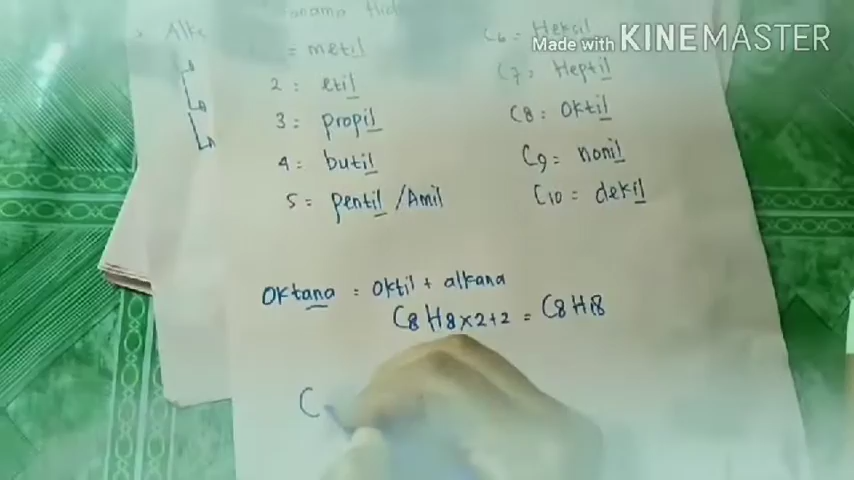 Made with KINEMASTER
Alk
= metil
2 : etil
3 : propil
4 : butil
5 = pentil /Amil
C6 = Heksil
C7 = Heptil
C8 = oktil
C9 = nonil
C10 = dekil
Oktana = oktil + alkana
C8 H8x2+2 = C8 H18
C